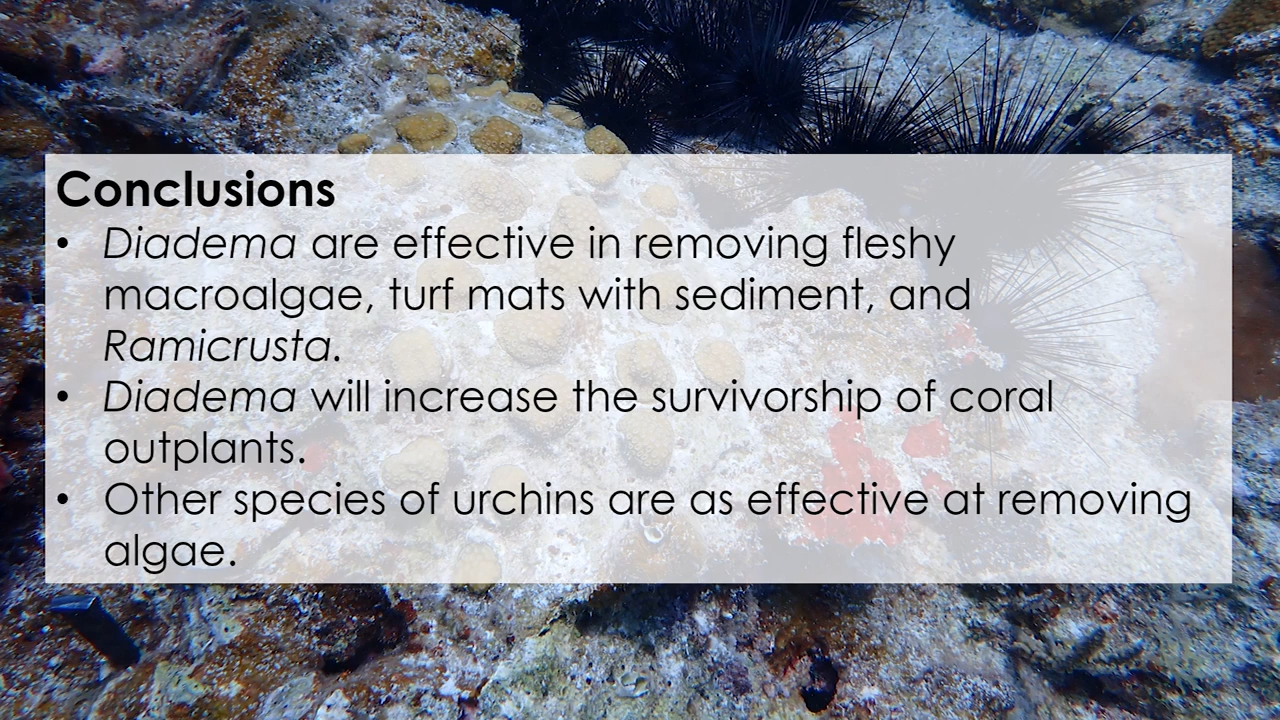 Conclusions
• Diadema are effective in removing fleshy
macroalgae, turf mats with sediment, and
Ramicrusta.
• Diadema will increase the survivorship of coral
outplants.
• Other species of urchins are as effective at removing
algae.